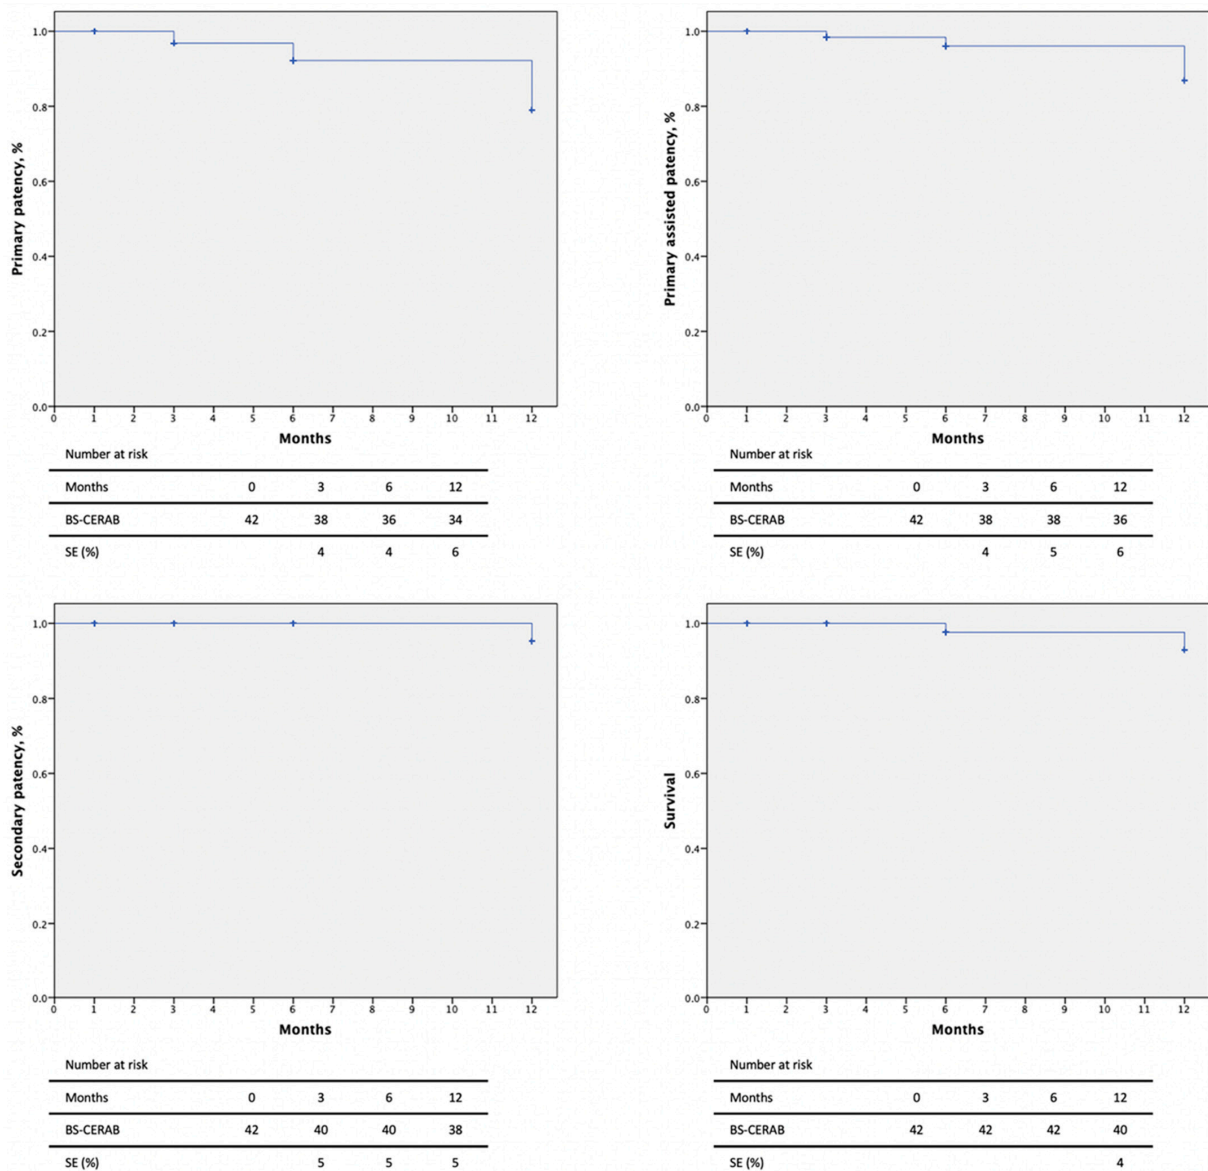 Primary patency, %
1.0
0.8
0.6
0.4
0.2
0.0
0 1 2 3 4 5 6 7 8 9 10 11 12
Months
Number at risk
Months 0 3 6 12
BS-CERAB 42 38 36 34
SE (%) 4 4 6
Primary assisted patency, %
1.0
0.8
0.6
0.4
0.2
0.0
0 1 2 3 4 5 6 7 8 9 10 11 12
Months
Number at risk
Months 0 3 6 12
BS-CERAB 42 38 38 36
SE (%) 4 5 6
Secondary patency, %
1.0
0.8
0.6
0.4
0.2
0.0
0 1 2 3 4 5 6 7 8 9 10 11 12
Months
Number at risk
Months 0 3 6 12
BS-CERAB 42 40 40 38
SE (%) 5 5 5
Survival
1.0
0.8
0.6
0.4
0.2
0.0
0 1 2 3 4 5 6 7 8 9 10 11 12
Months
Number at risk
Months 0 3 6 12
BS-CERAB 42 42 42 40
SE (%) 4